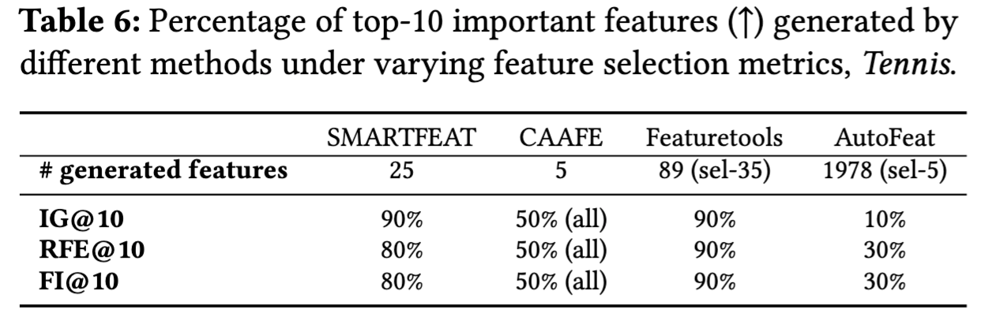 Table 6: Percentage of top-10 important features (↑) generated by
different methods under varying feature selection metrics, Tennis.
SMARTFEAT CAAFE Featuretools AutoFeat
# generated features 25 5 89 (sel-35) 1978 (sel-5)
IG@10 90% 50% (all) 90% 10%
RFE@10 80% 50% (all) 90% 30%
FI@10 80% 50% (all) 90% 30%